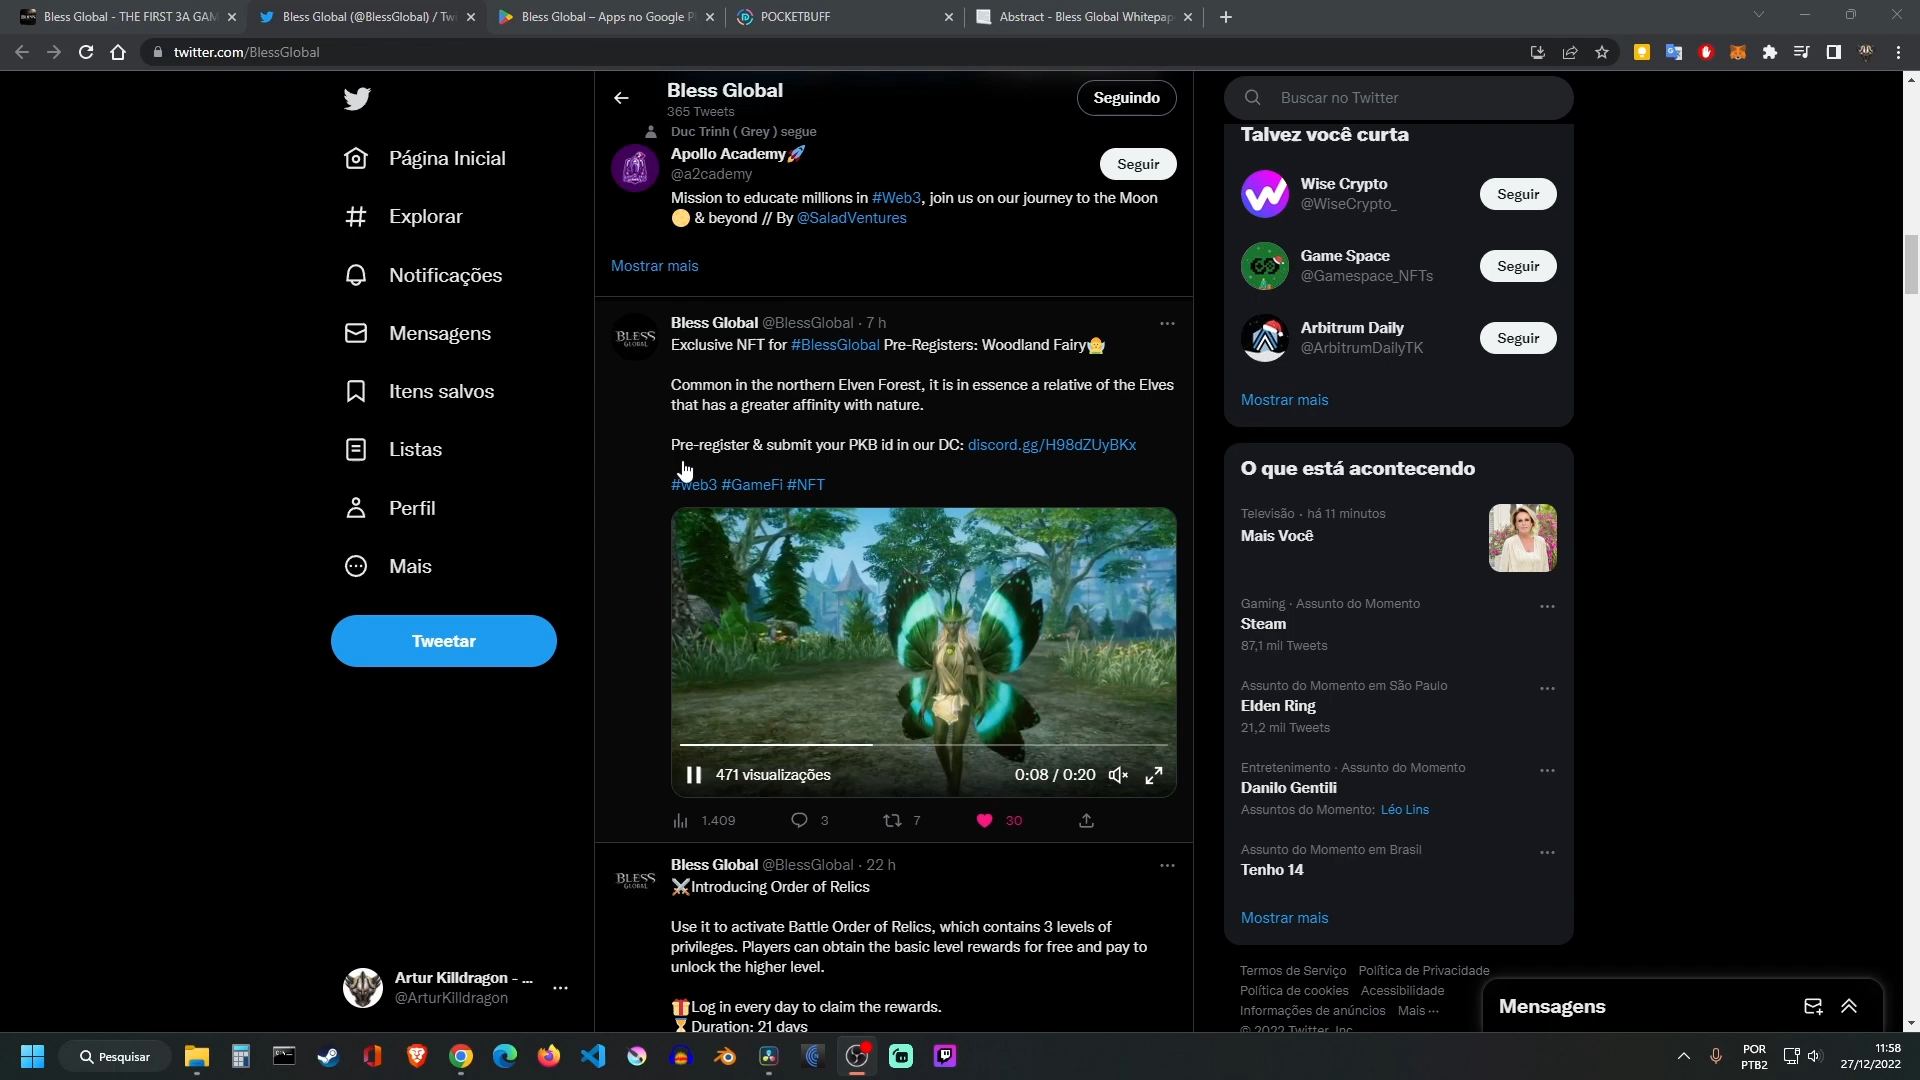 Bless Global - THE FIRST 3A GAM
Bless Global (@BlessGlobal) / Twi
Bless Global – Apps no Google P
POCKETBUFF
Abstract - Bless Global Whitepap
twitter.com/BlessGlobal
Página Inicial
Explorar
Notificações
Mensagens
Itens salvos
Listas
Perfil
Mais
Tweetar
Artur Killdragon - ...
@ArturKilldragon
Bless Global
365 Tweets
Seguindo
Duc Trinh ( Grey ) segue
Apollo Academy🚀
@a2cademy
Seguir
Mission to educate millions in #Web3, join us on our journey to the Moon
🌕 & beyond // By @SaladVentures
Mostrar mais
BLESS
GLOBAL
Bless Global @BlessGlobal · 7 h
Exclusive NFT for #BlessGlobal Pre-Registers: Woodland Fairy🧝
Common in the northern Elven Forest, it is in essence a relative of the Elves
that has a greater affinity with nature.
Pre-register & submit your PKB id in our DC: discord.gg/H98dZUyBKx
#web3 #GameFi #NFT
471 visualizações
0:08 / 0:20
1.409
3
7
30
BLESS
GLOBAL
Bless Global @BlessGlobal · 22 h
⚔Introducing Order of Relics
Use it to activate Battle Order of Relics, which contains 3 levels of
privileges. Players can obtain the basic level rewards for free and pay to
unlock the higher level.
🎁Log in every day to claim the rewards.
⏳Duration: 21 days
Buscar no Twitter
Talvez você curta
Wise Crypto
@WiseCrypto_
Seguir
Game Space
@Gamespace_NFTs
Seguir
Arbitrum Daily
@ArbitrumDailyTK
Seguir
Mostrar mais
O que está acontecendo
Televisão · há 11 minutos
Mais Você
Gaming · Assunto do Momento
Steam
87,1 mil Tweets
Assunto do Momento em São Paulo
Elden Ring
21,2 mil Tweets
Entretenimento · Assunto do Momento
Danilo Gentili
Assuntos do Momento: Léo Lins
Assunto do Momento em Brasil
Tenho 14
Mostrar mais
Termos de Serviço Política de Privacidade
Política de cookies Acessibilidade
Informações de anúncios Mais ···
© 2022 Twitter, Inc.
Mensagens
Pesquisar
POR
PTB2
11:58
27/12/2022